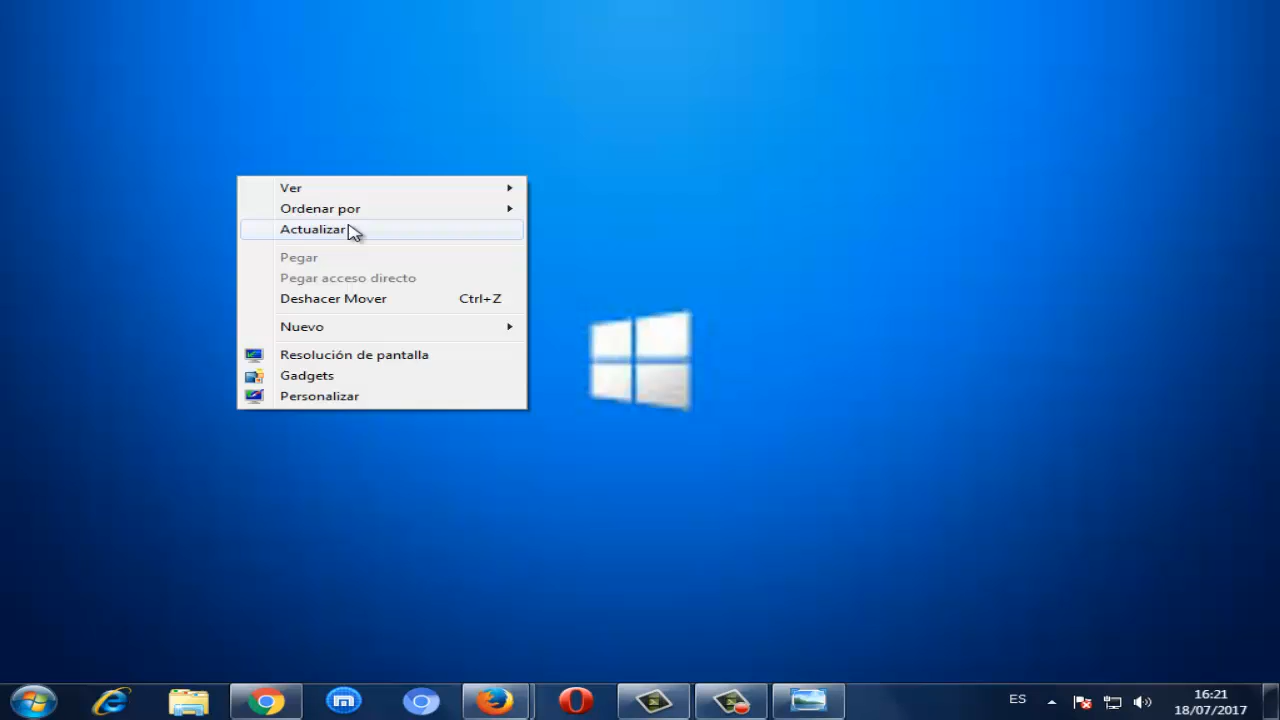 Ver
Ordenar por
Actualizar
Pegar
Pegar acceso directo
Deshacer Mover Ctrl+Z
Nuevo
Resolución de pantalla
Gadgets
Personalizar
ES
16:21
18/07/2017